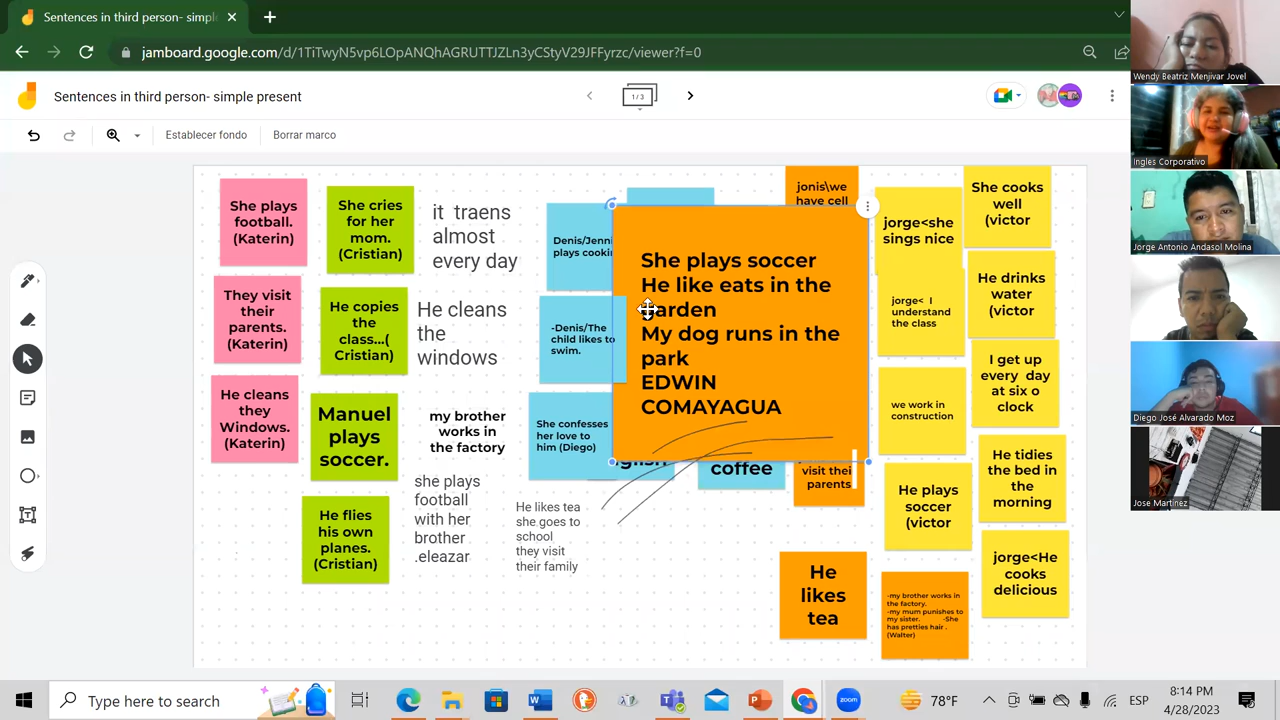 Sentences in third person- simple
jamboard.google.com/d/1TiTwyN5vp6LOpANQhAGRUTTJZLn3yCStyV29JFFyrzc/viewer?f=0
Sentences in third person- simple present
1 / 3
Establecer fondo
Borrar marco
She plays
football.
(Katerin)
They visit
their
parents.
(Katerin)
He cleans
they
Windows.
(Katerin)
She cries
for her
mom.
(Cristian)
He copies
the
class...(
Cristian)
Manuel
plays
soccer.
He flies
his own
planes.
(Cristian)
it traens
almost
every day
He cleans
the
windows
my brother
works in
the factory
she plays
football
with her
brother
.eleazar
He likes tea
she goes to
school
they visit
their family
Denis/Jenni
plays cooki
-Denis/The
child likes to
swim.
She confesses
her love to
him (Diego)
She plays soccer
He like eats in the
garden
My dog runs in the
park
EDWIN
COMAYAGUA
coffee
jonis\we
have cell
visit thei
parents
He
likes
tea
jorge<she
sings nice
jorge< I
understand
the class
we work in
construction
He plays
soccer
(victor
-my brother works in
the factory.
-my mum punishes to
my sister. -She
has pretties hair .
(Walter)
She cooks
well
(victor
He drinks
water
(victor
I get up
every day
at six o
clock
He tidies
the bed in
the
morning
jorge<He
cooks
delicious
Wendy Beatriz Menjivar Jovel
Ingles Corporativo
Jorge Antonio Andasol Molina
Diego José Alvarado Moz
Jose Martinez
Type here to search
78°F
ESP
8:14 PM
4/28/2023